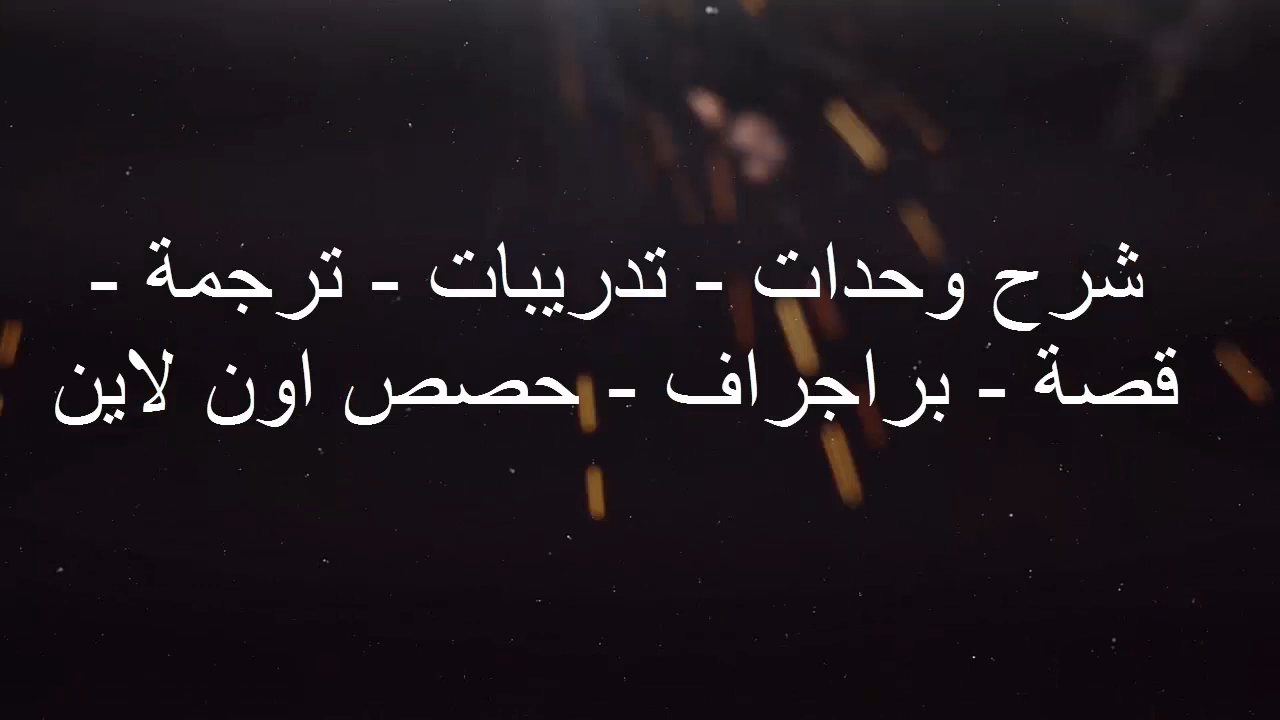 شرح وحدات - تدريبات - ترجمة -
قصة - براجراف - حصص اون لاين